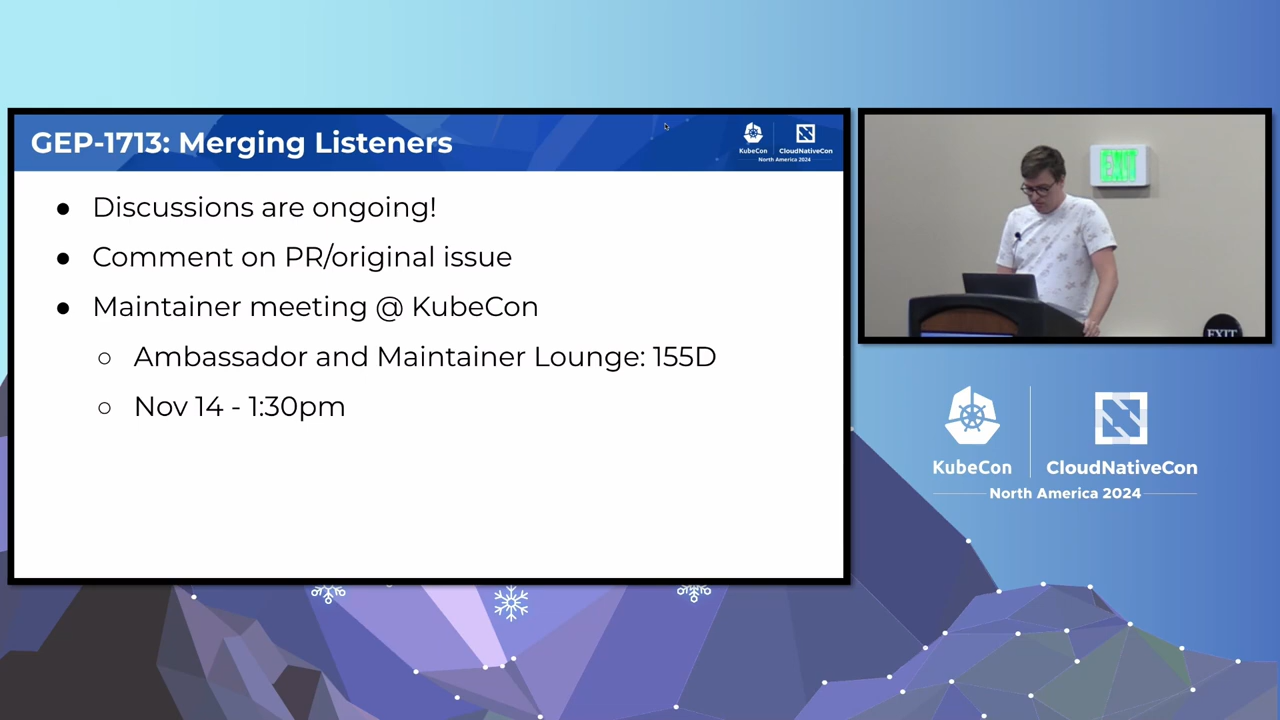 GEP-1713: Merging Listeners
KubeCon
CloudNativeCon
North America 2024
● Discussions are ongoing!
● Comment on PR/original issue
● Maintainer meeting @ KubeCon
○ Ambassador and Maintainer Lounge: 155D
○ Nov 14 - 1:30pm
EXIT
EXIT
KubeCon
CloudNativeCon
North America 2024